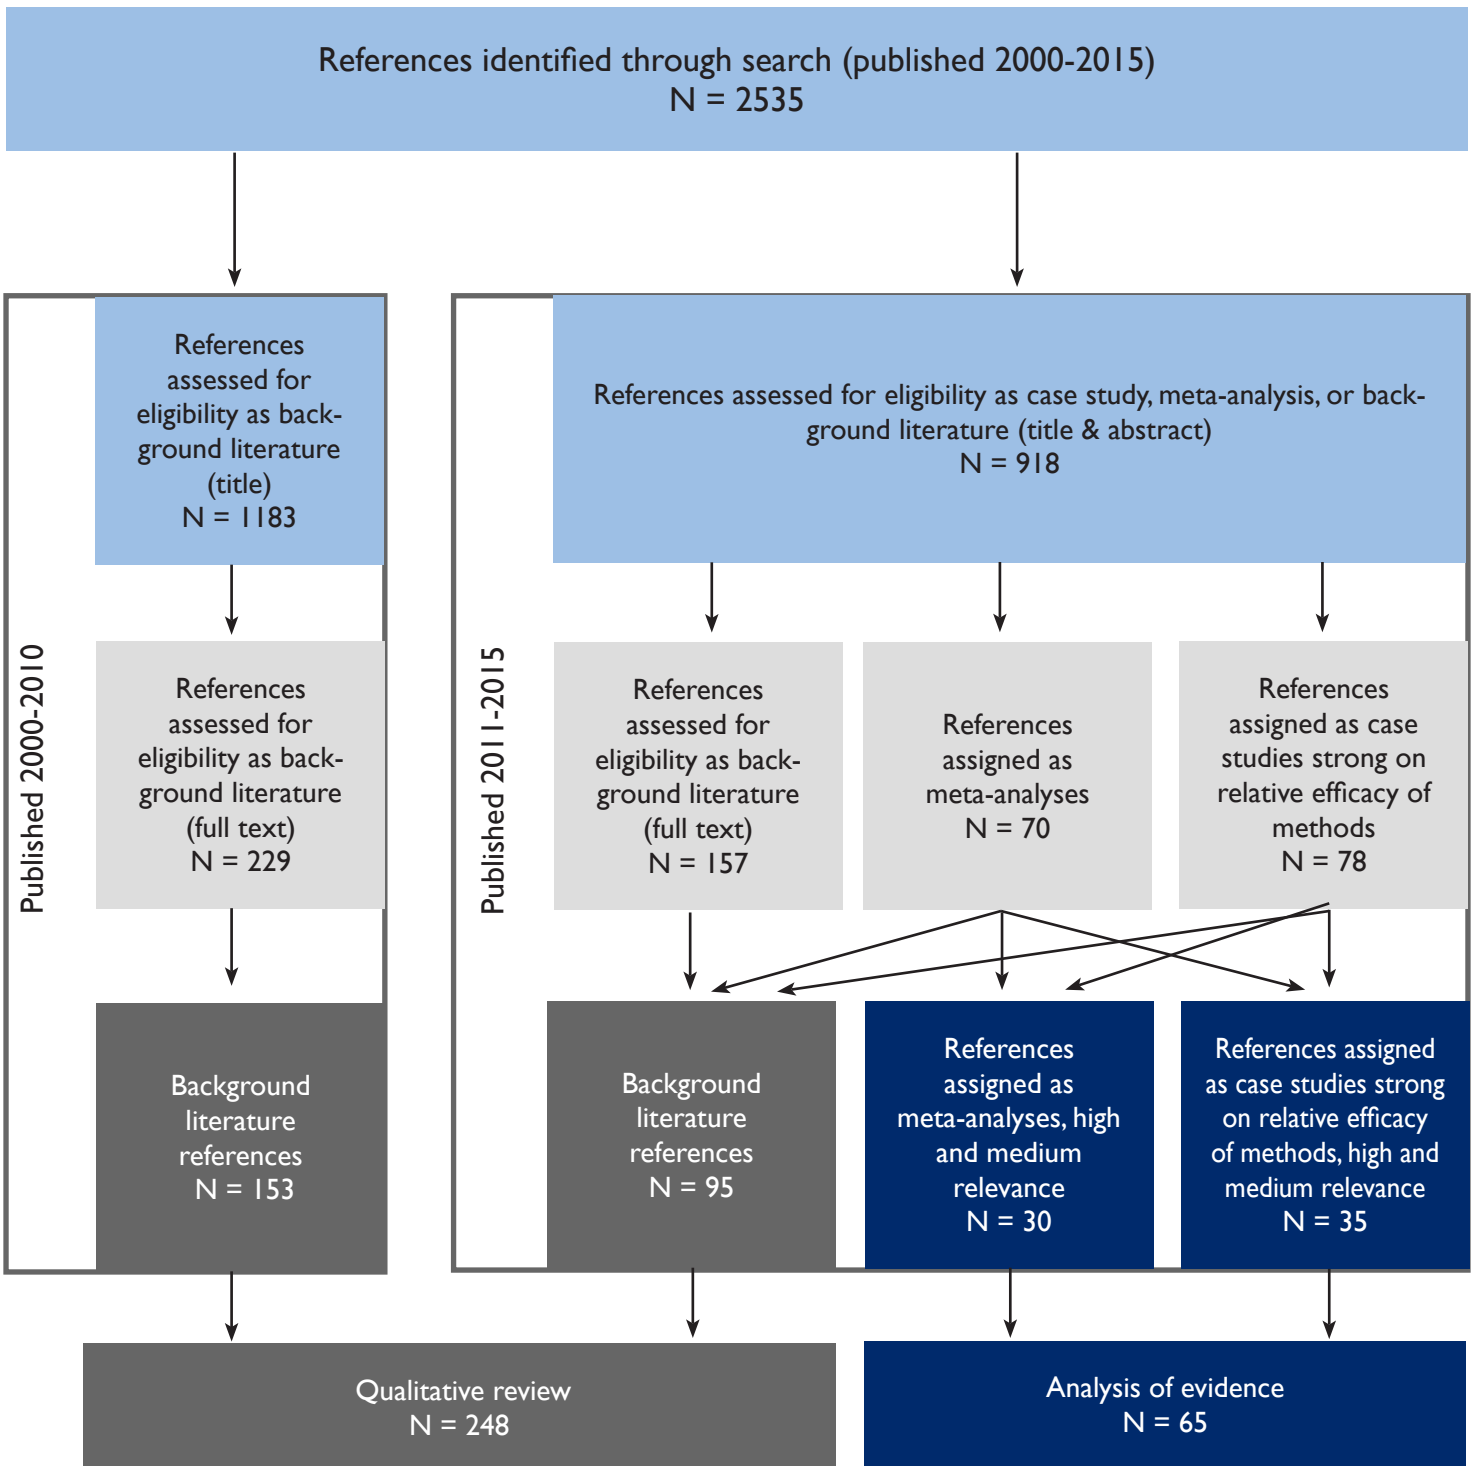 References identified through search (published 2000-2015)
N = 2535
Published 2000-2010
References
assessed for
eligibility as back-
ground literature
(title)
N = 1183
References
assessed for
eligibility as back-
ground literature
(full text)
N = 229
Background
literature
references
N = 153
Published 2011-2015
References assessed for eligibility as case study, meta-analysis, or back-
ground literature (title & abstract)
N = 918
References
assessed for
eligibility as back-
ground literature
(full text)
N = 157
References
assigned as
meta-analyses
N = 70
References
assigned as case
studies strong on
relative efficacy of
methods
N = 78
Background
literature
references
N = 95
References
assigned as
meta-analyses, high
and medium
relevance
N = 30
References assigned
as case studies strong
on relative efficacy
of methods, high and
medium relevance
N = 35
Qualitative review
N = 248
Analysis of evidence
N = 65